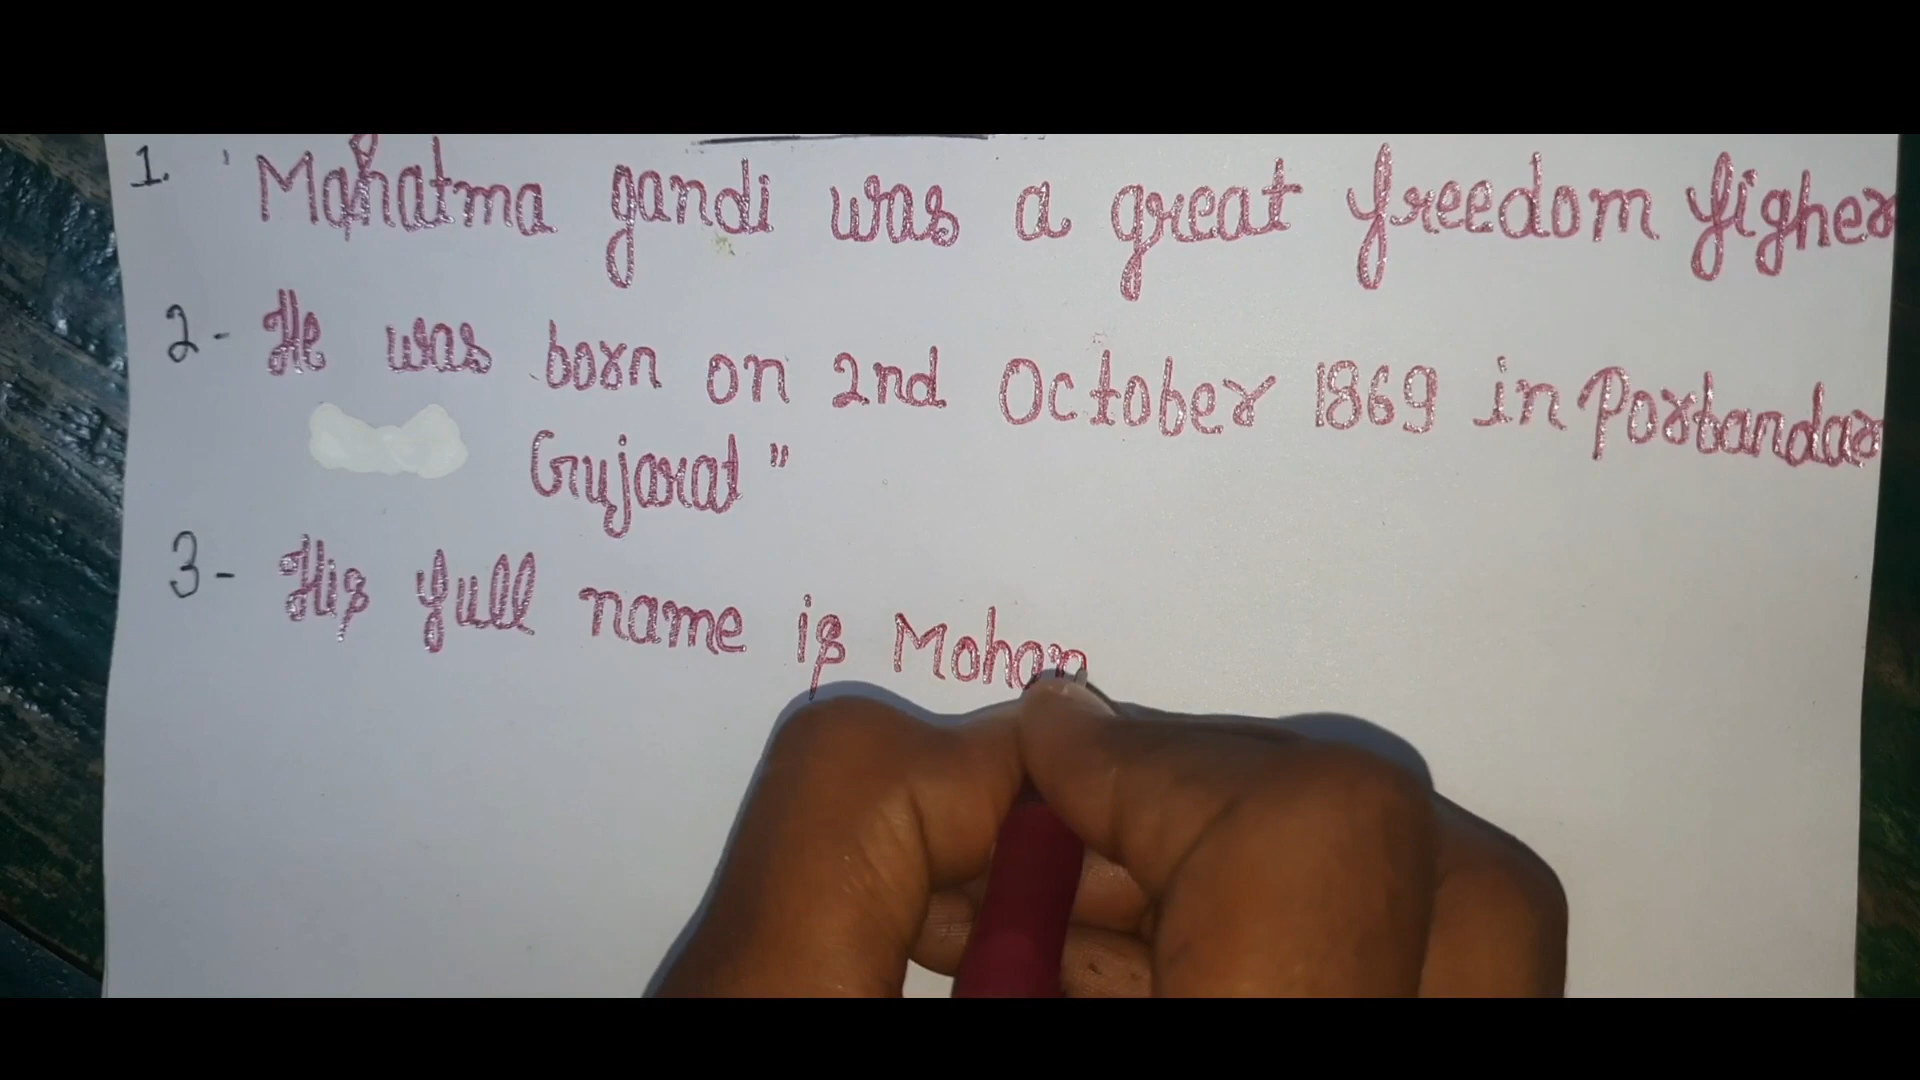 1. ' Mahatma gandi was a great freedom figher
2- He was born on 2nd October 1869 in Porbandar
Gujarat"
3- His full name is Mohan